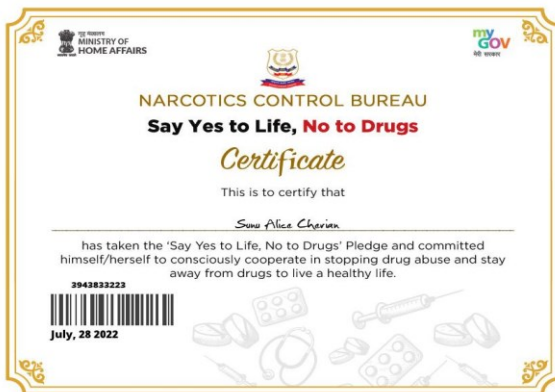 गृह मंत्रालय
MINISTRY OF
HOME AFFAIRS
my
GOV
मेरी सरकार
NARCOTICS CONTROL BUREAU
Say Yes to Life, No to Drugs
Certificate
This is to certify that
Sunu Alice Cherian
has taken the ‘Say Yes to Life, No to Drugs’ Pledge and committed
himself/herself to consciously cooperate in stopping drug abuse and stay
away from drugs to live a healthy life.
3943833223
July, 28 2022